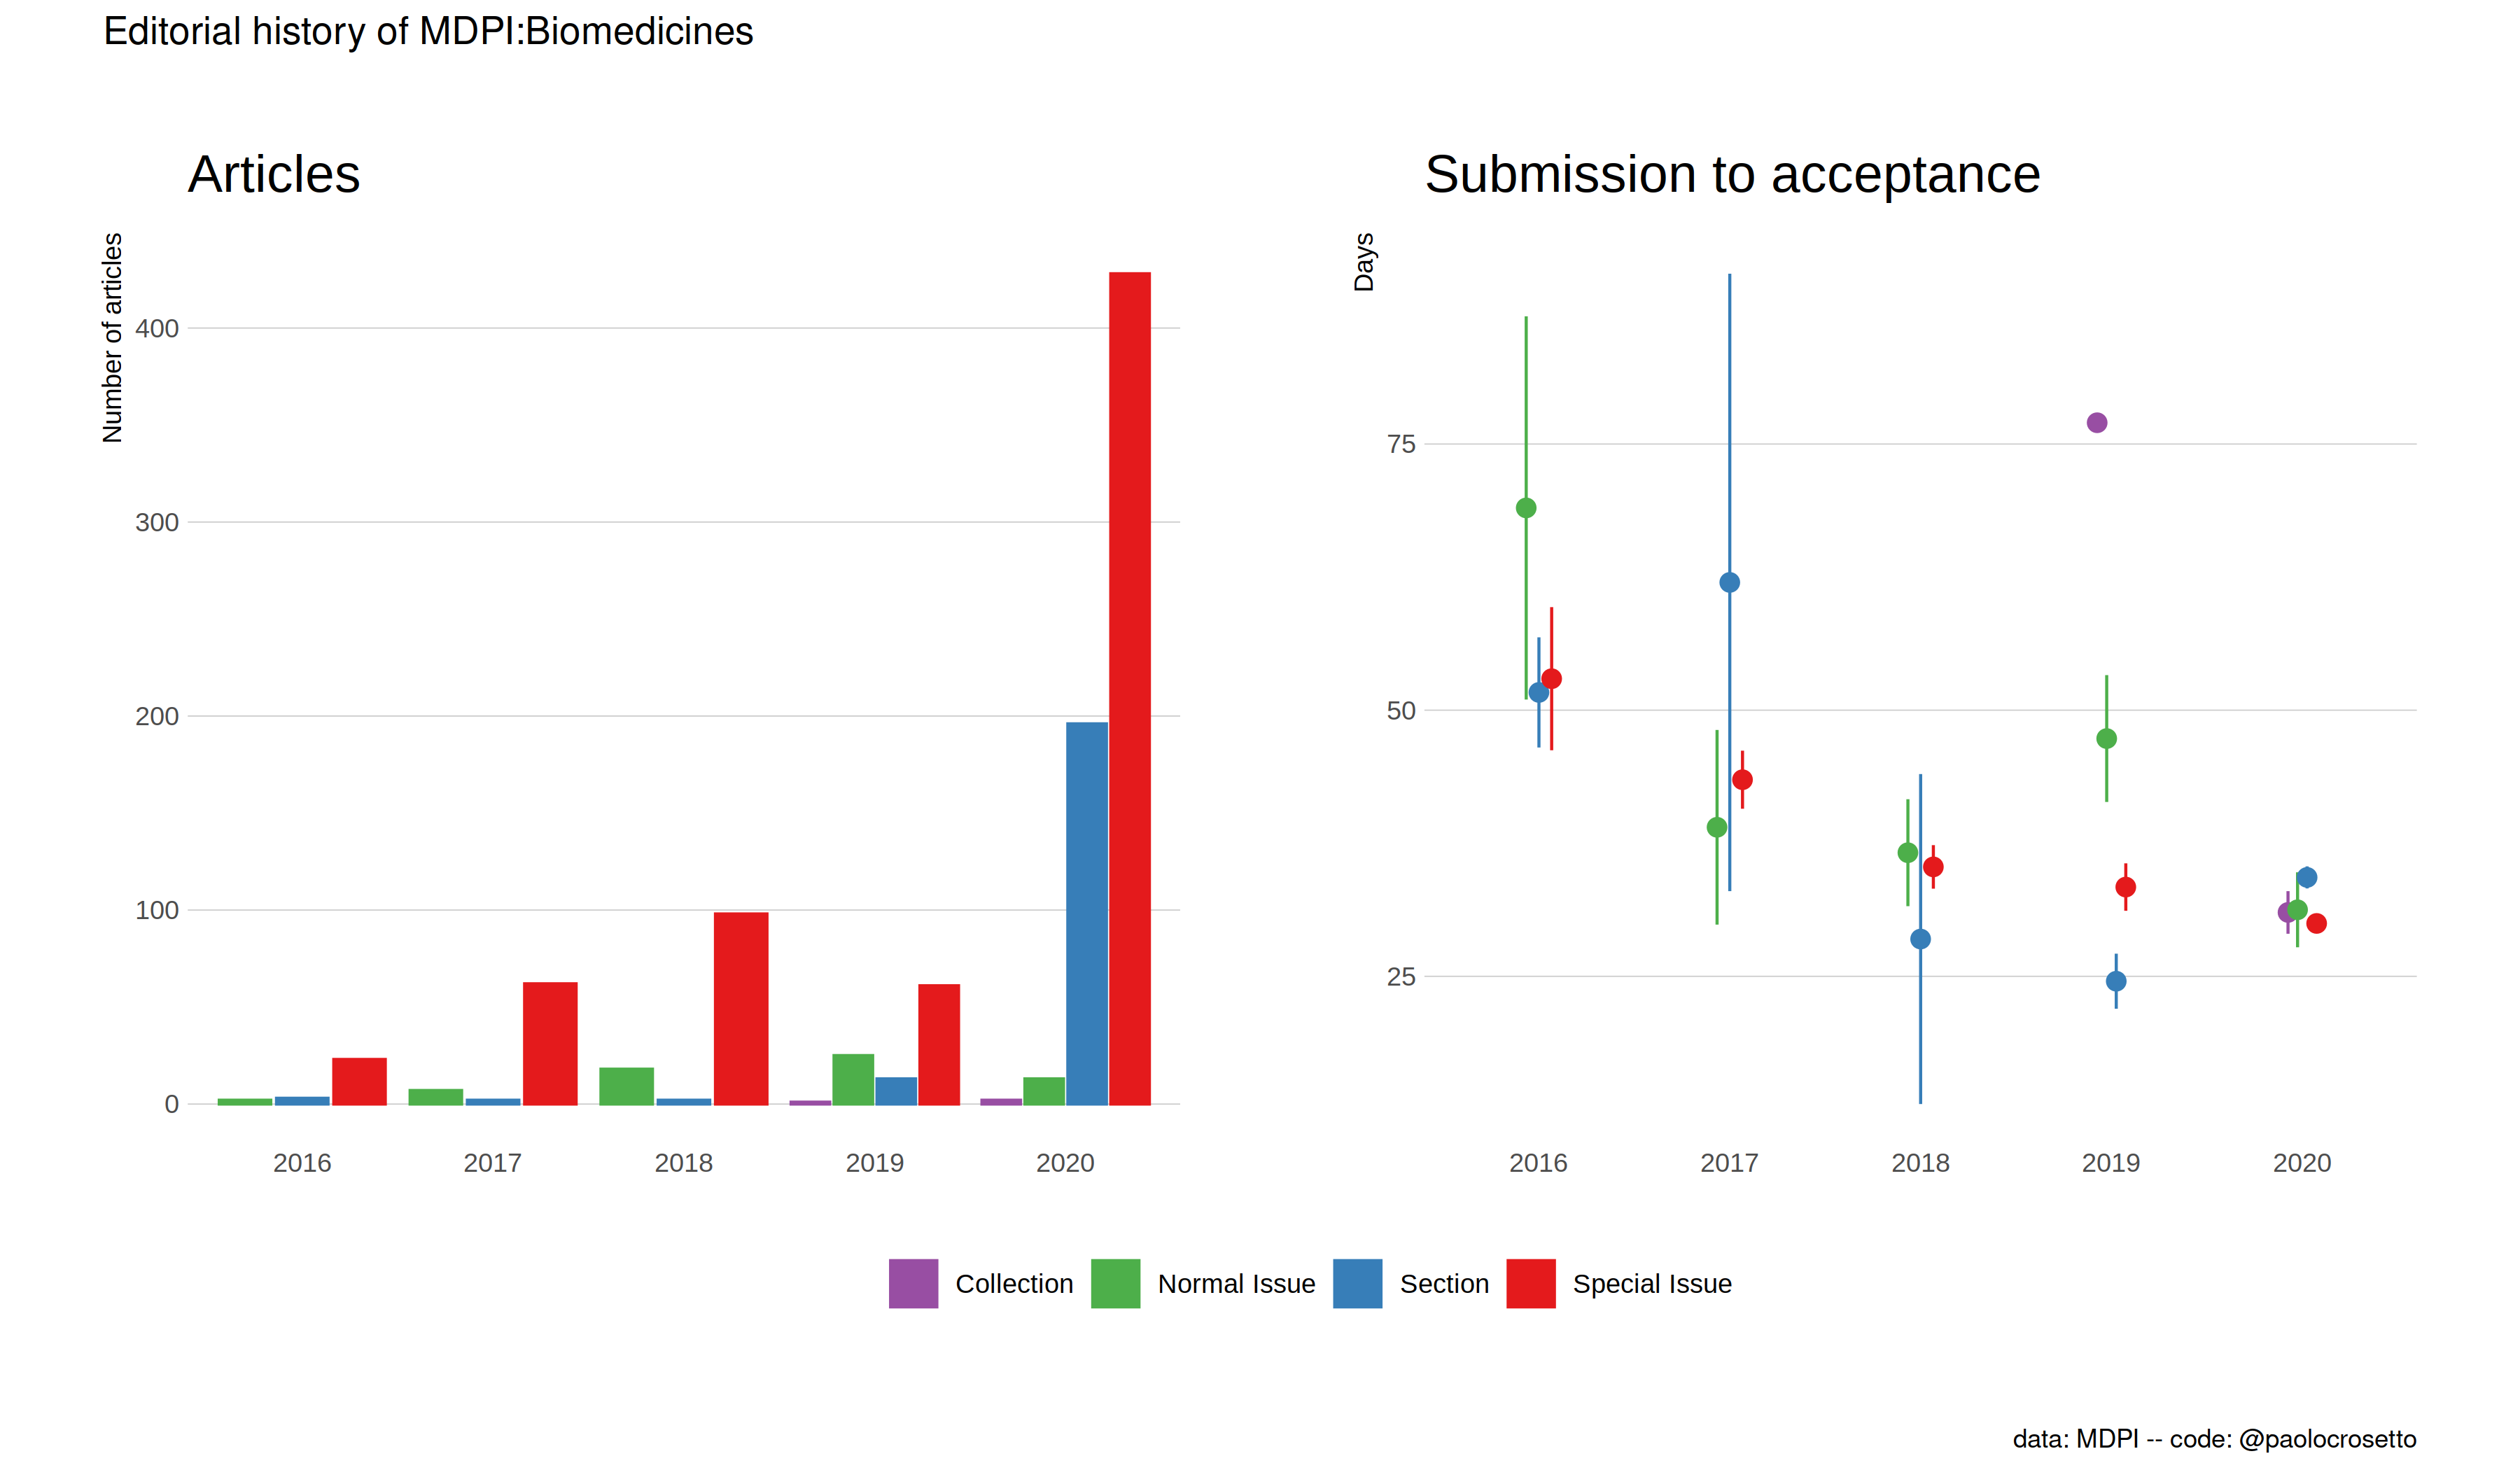 Editorial history of MDPI:Biomedicines
Articles
Number of articles
400
300
200
100
0
2016 2017 2018 2019 2020
Submission to acceptance
Days
75
50
25
2016 2017 2018 2019 2020
Collection Normal Issue Section Special Issue
data: MDPI -- code: @paolocrosetto